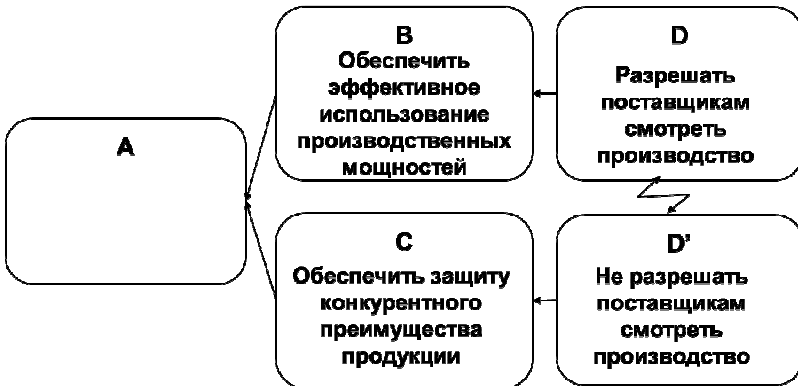 A
B
Обеспечить
эффективное
использование
производственных
мощностей
D
Разрешать
поставщикам
смотреть
производство
C
Обеспечить защиту
конкурентного
преимущества
продукции
D’
Не разрешать
поставщикам
смотреть
производство